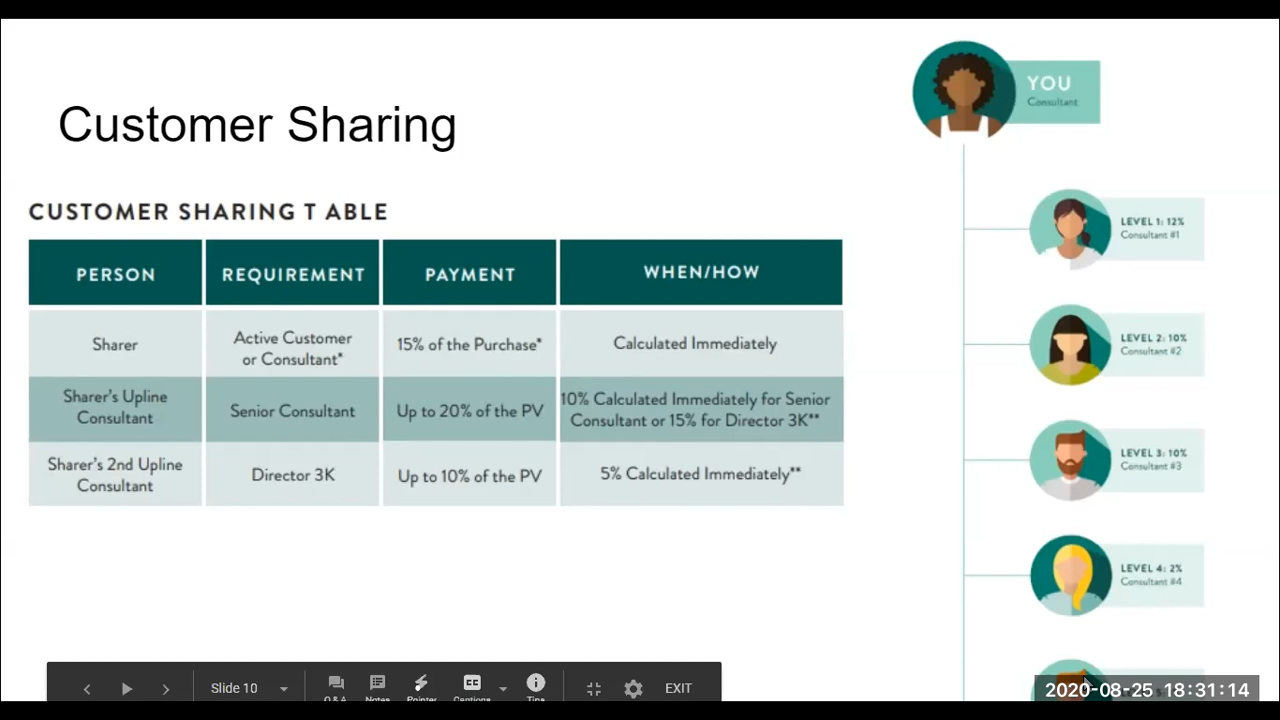 Customer Sharing
CUSTOMER SHARING T ABLE
PERSON
REQUIREMENT
PAYMENT
WHEN/HOW
Sharer
Active Customer
or Consultant*
15% of the Purchase*
Calculated Immediately
Sharer's Upline
Consultant
Senior Consultant
Up to 20% of the PV
10% Calculated Immediately for Senior
Consultant or 15% for Director 3K**
Sharer's 2nd Upline
Consultant
Director 3K
Up to 10% of the PV
5% Calculated Immediately**
YOU
Consultant
LEVEL 1: 12%
Consultant #1
LEVEL 2: 10%
Consultant #2
LEVEL 3: 10%
Consultant #3
LEVEL 4: 2%
Consultant #4
Slide 10
Q & A
Notes
Pointer
CC
Captions
Tips
EXIT
2020-08-25 18:31:14